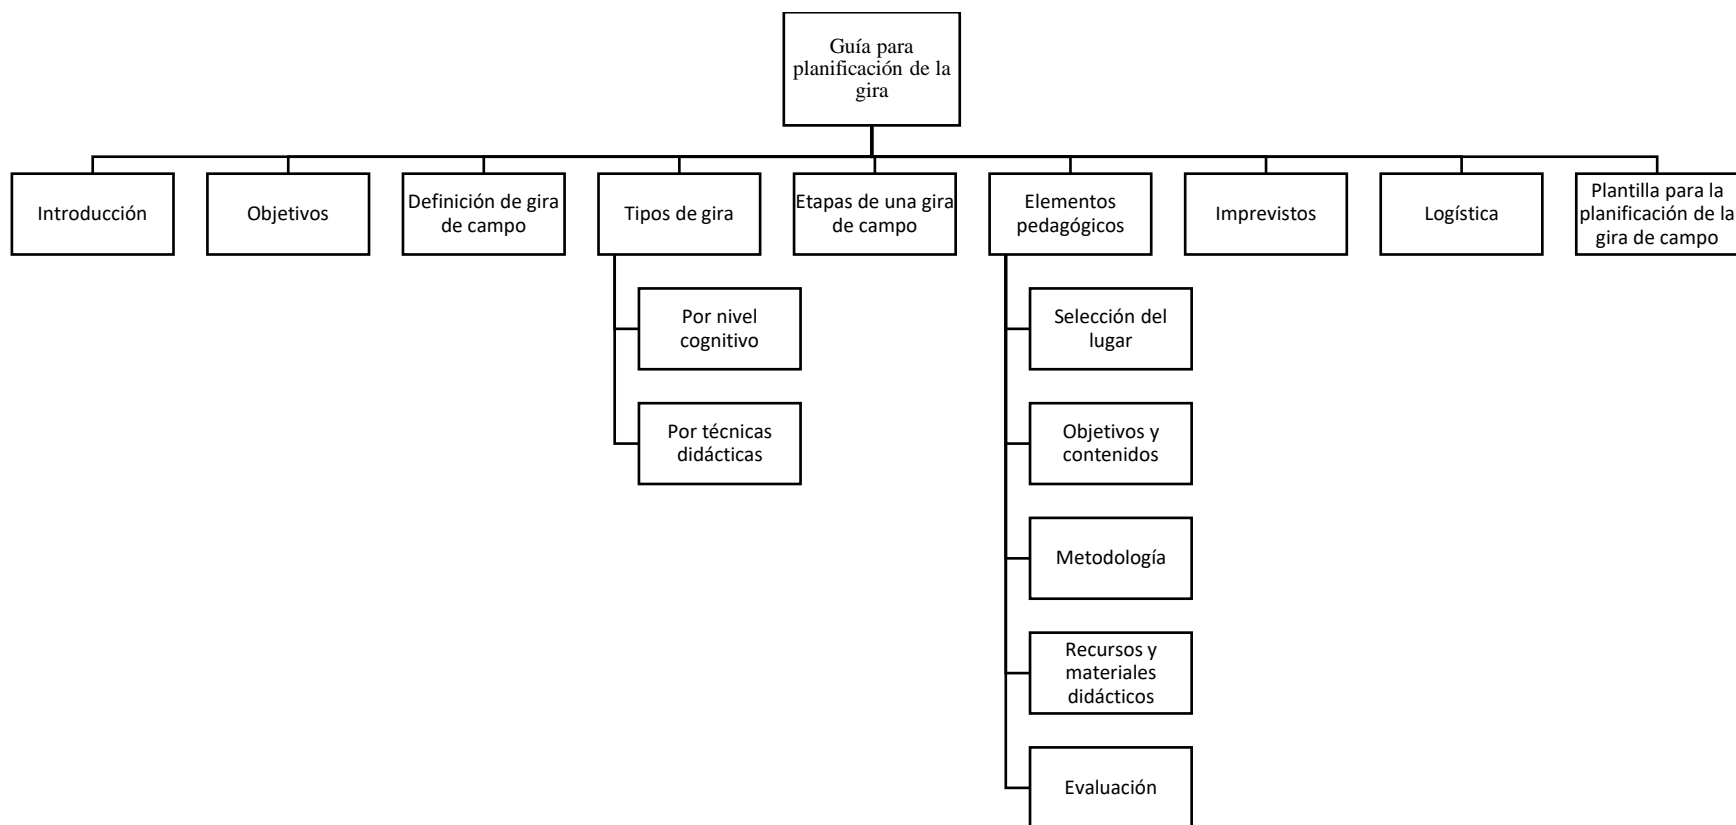 Guía para
planificación de la
gira
Introducción
Objetivos
Definición de gira
de campo
Tipos de gira
Etapas de una gira
de campo
Elementos
pedagógicos
Imprevistos
Logística
Plantilla para la
planificación de la
gira de campo
Por nivel
cognitivo
Por técnicas
didácticas
Selección del
lugar
Objetivos y
contenidos
Metodología
Recursos y
materiales
didácticos
Evaluación